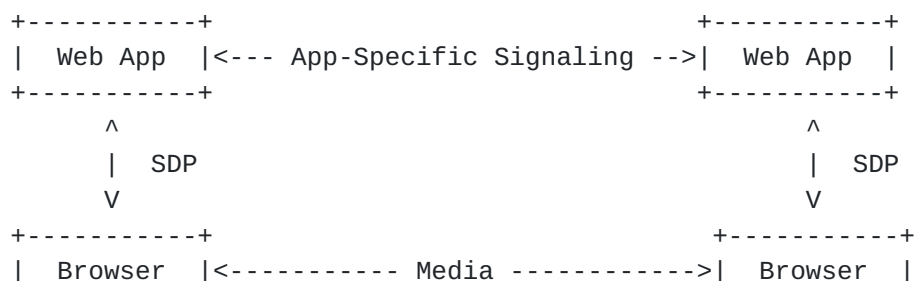 +-----------+                               +-----------+
|  Web App  |<--- App-Specific Signaling -->|  Web App  |
+-----------+                               +-----------+
      ^                                            ^
      |  SDP                                       |  SDP
      V                                            V
+-----------+                                +-----------+
|  Browser  |<----------- Media ------------>|  Browser  |